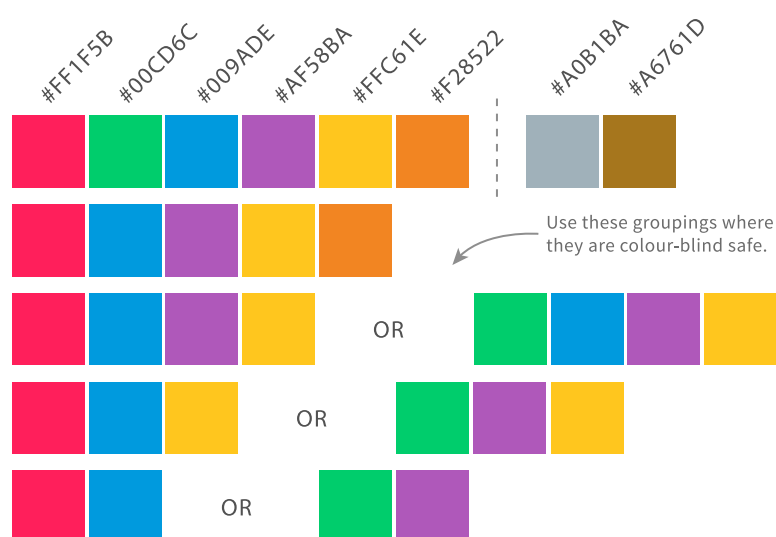 #FF1F5B
#00CD6C
#009ADE
#AF58BA
#FFC61E
#F28522
#A0B1BA
#A6761D
Use these groupings where
they are colour-blind safe.
OR
OR
OR